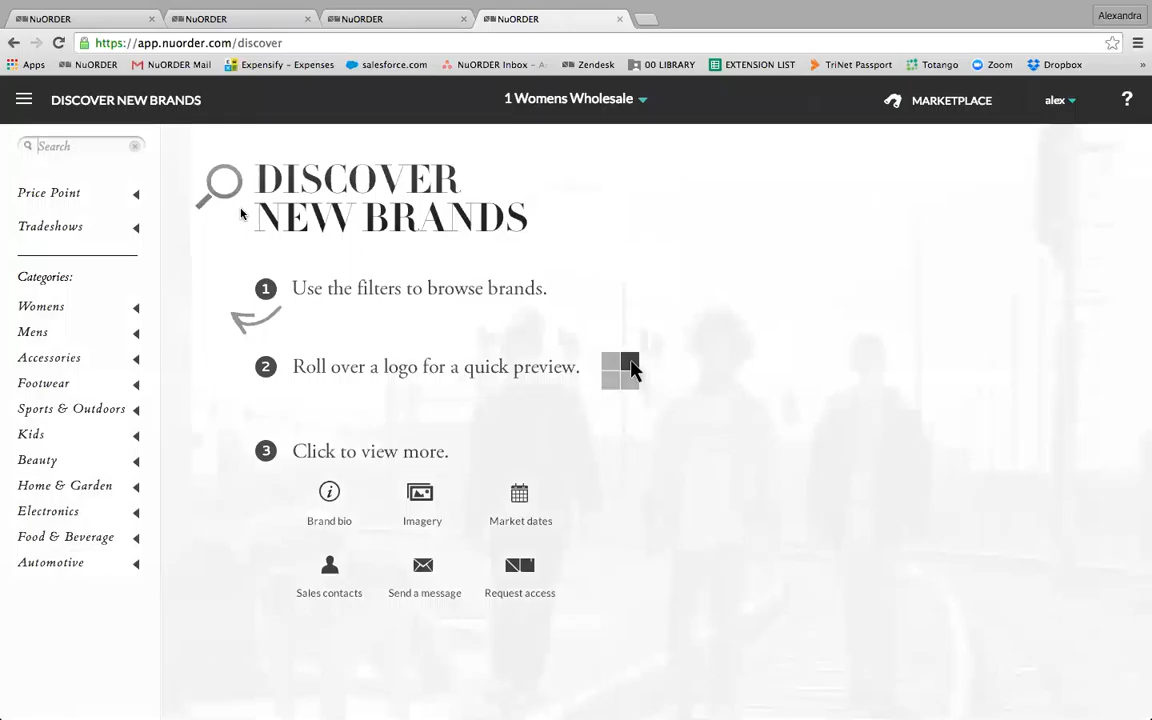 NuORDER
NuORDER
NuORDER
NuORDER
Alexandra
https://app.nuorder.com/discover
Apps
NuORDER
NuORDER Mail
Expensify – Expenses
salesforce.com
NuORDER Inbox – A
Zendesk
00 LIBRARY
EXTENSION LIST
TriNet Passport
Totango
Zoom
Dropbox
»
DISCOVER NEW BRANDS
1 Womens Wholesale
MARKETPLACE
alex
?
Search
Price Point
Tradeshows
Categories:
Womens
Mens
Accessories
Footwear
Sports & Outdoors
Kids
Beauty
Home & Garden
Electronics
Food & Beverage
Automotive
DISCOVER
NEW BRANDS
1 Use the filters to browse brands.
2 Roll over a logo for a quick preview.
3 Click to view more.
Brand bio
Imagery
Market dates
Sales contacts
Send a message
Request access